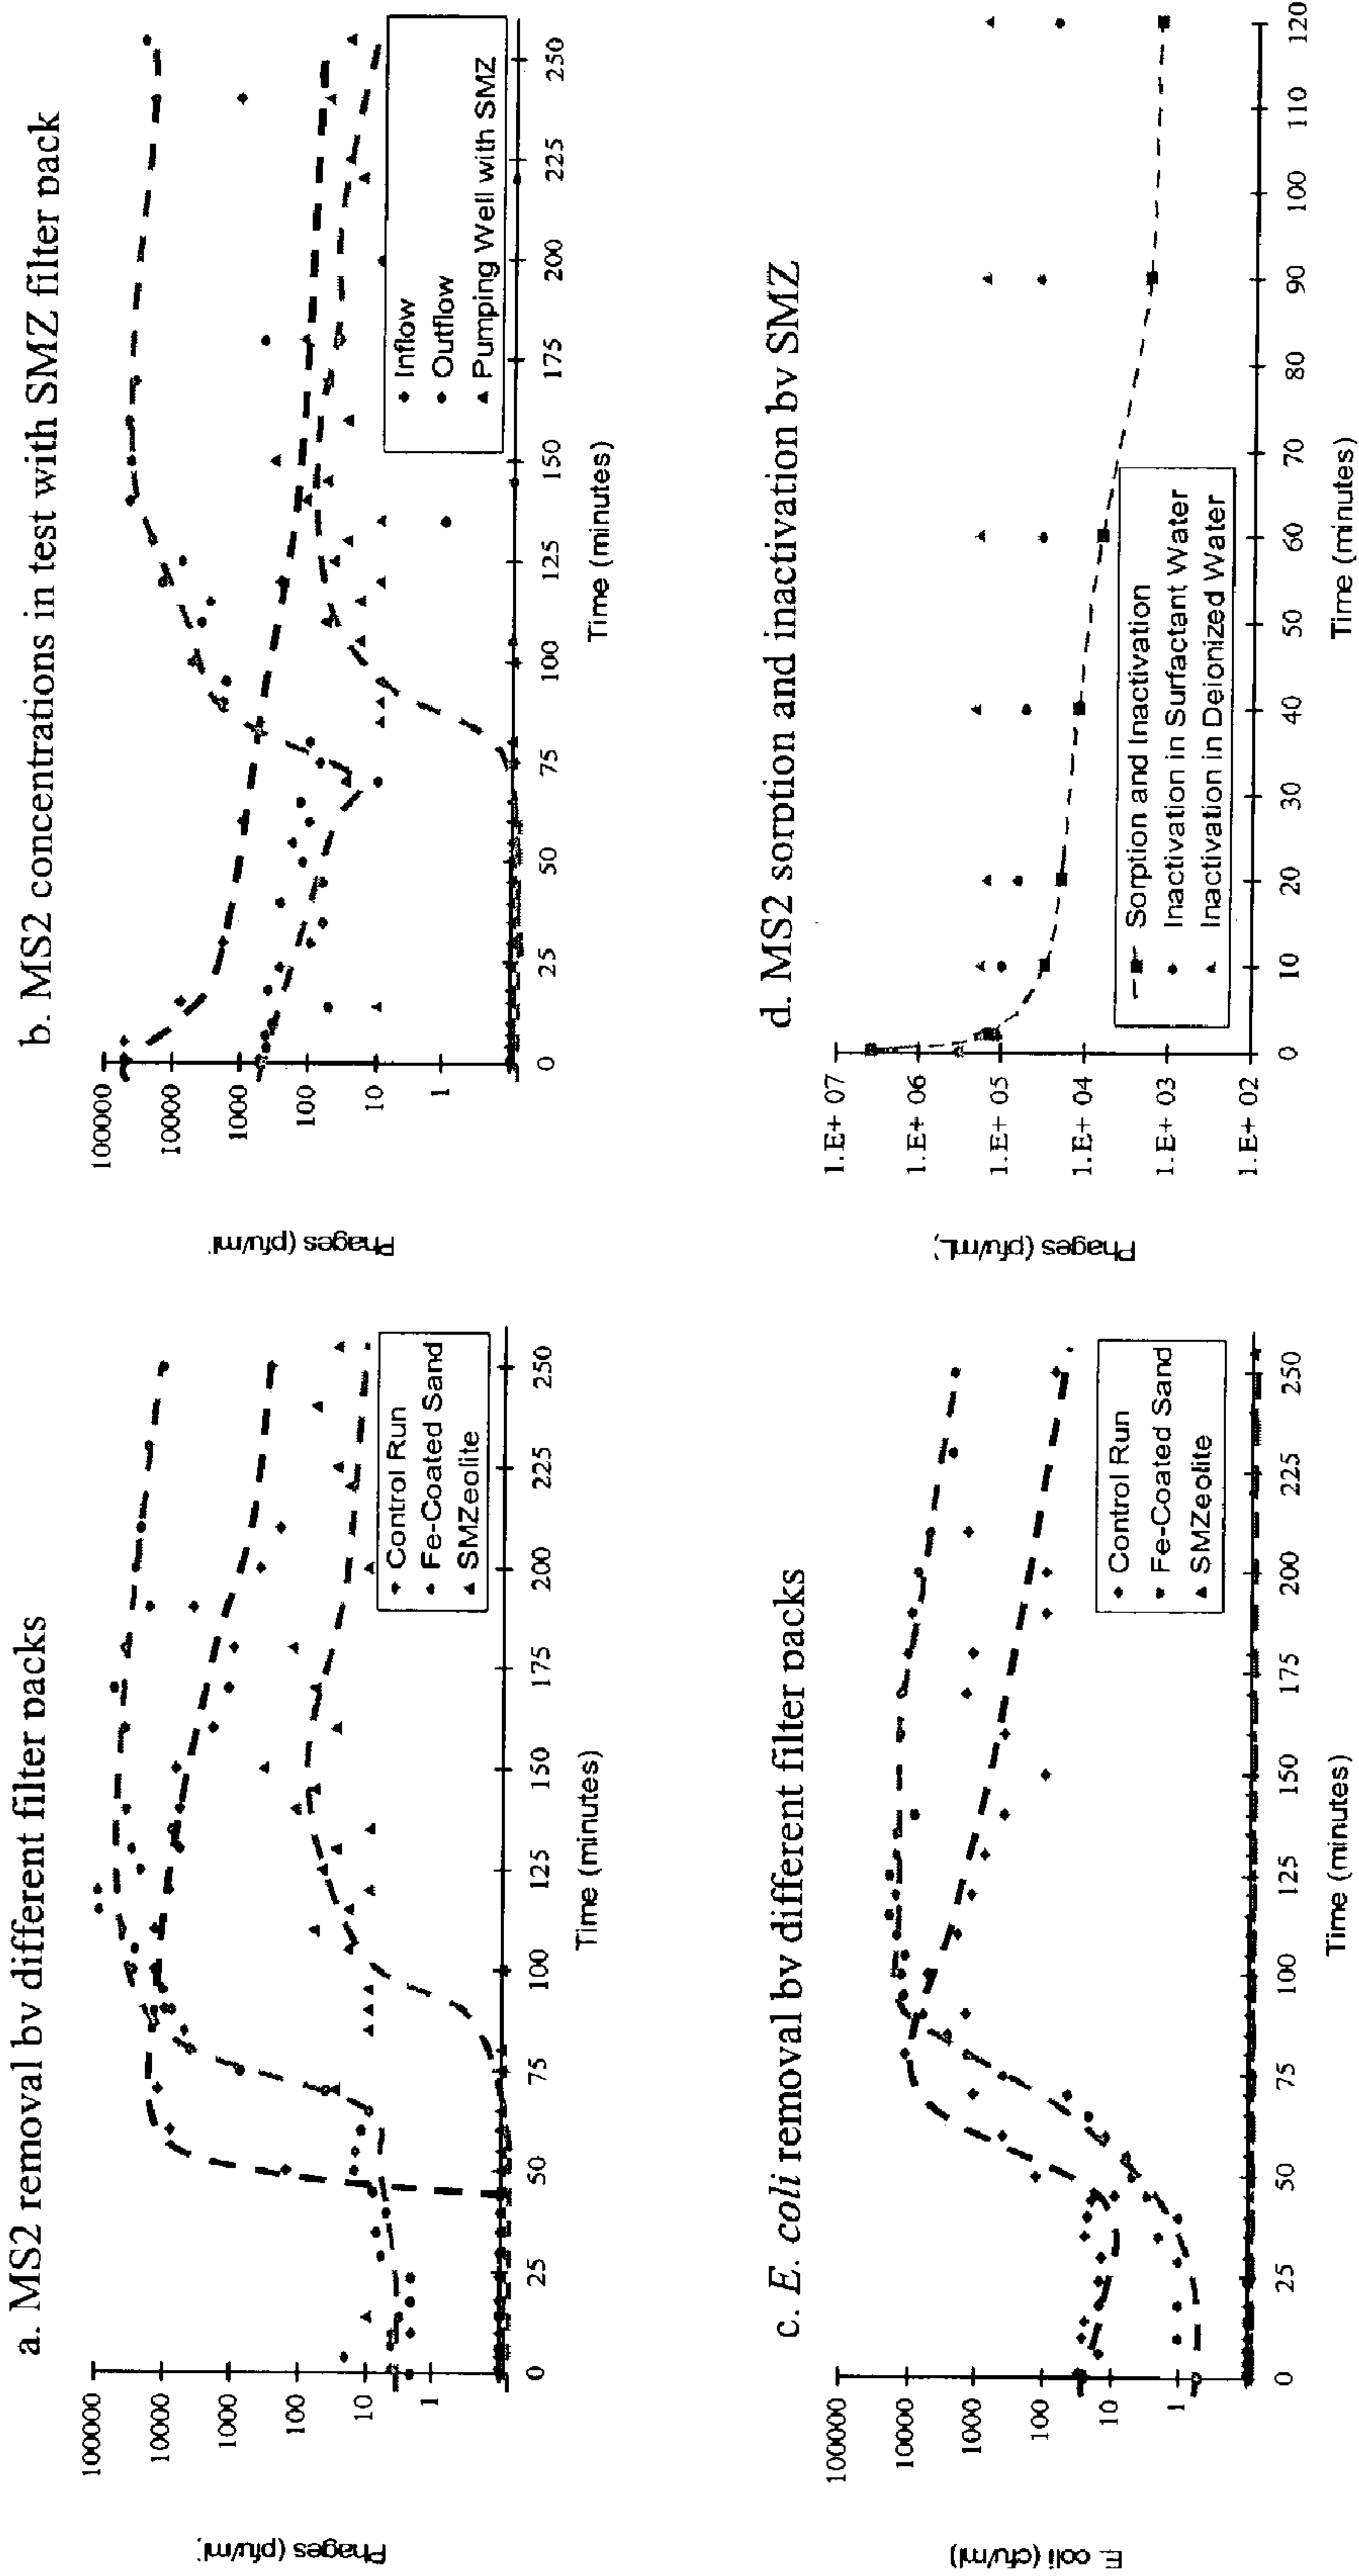 a. MS2 removal by different filter packs
Phages (pfu/ml)
100000
10000
1000
100
10
1
0
25
50
75
100
125
150
175
200
225
250
Time (minutes)
Control Run
Fe-Coated Sand
SMZeolite
b. MS2 concentrations in test with SMZ filter pack
Phages (pfu/ml
100000
10000
1000
100
10
1
0
25
50
75
100
125
150
175
200
225
250
Time (minutes)
Inflow
Outflow
Pumping Well with SMZ
c. E. coli removal by different filter packs
E. coli (cfu/ml)
100000
10000
1000
100
10
1
0
25
50
75
100
125
150
175
200
225
250
Time (minutes)
Control Run
Fe-Coated Sand
SMZeolite
d. MS2 sorption and inactivation by SMZ
Phages (pfu/mL)
1.E+ 07
1.E+ 06
1.E+ 05
1.E+ 04
1.E+ 03
1.E+ 02
0
10
20
30
40
50
60
70
80
90
100
110
120
Time (minutes)
Sorption and Inactivation
Inactivation in Surfactant Water
Inactivation in Deionized Water